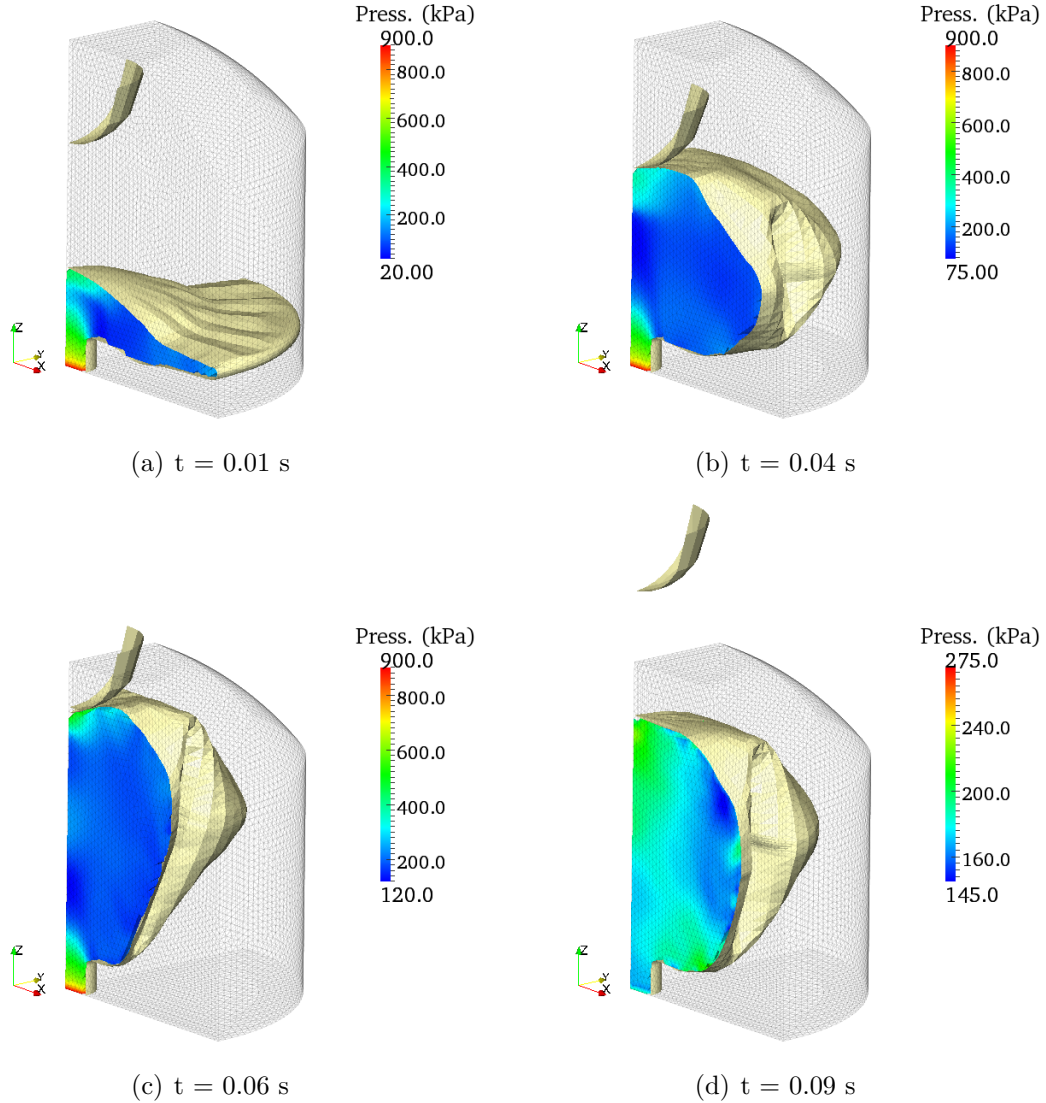 Press. (kPa)
900.0
800.0
600.0
400.0
200.0
20.00
Z
Y
X
(a) t = 0.01 s
Press. (kPa)
900.0
800.0
600.0
400.0
200.0
75.00
Z
Y
X
(b) t = 0.04 s
Press. (kPa)
900.0
800.0
600.0
400.0
200.0
120.0
Z
Y
X
(c) t = 0.06 s
Press. (kPa)
275.0
240.0
200.0
160.0
145.0
Z
Y
X
(d) t = 0.09 s